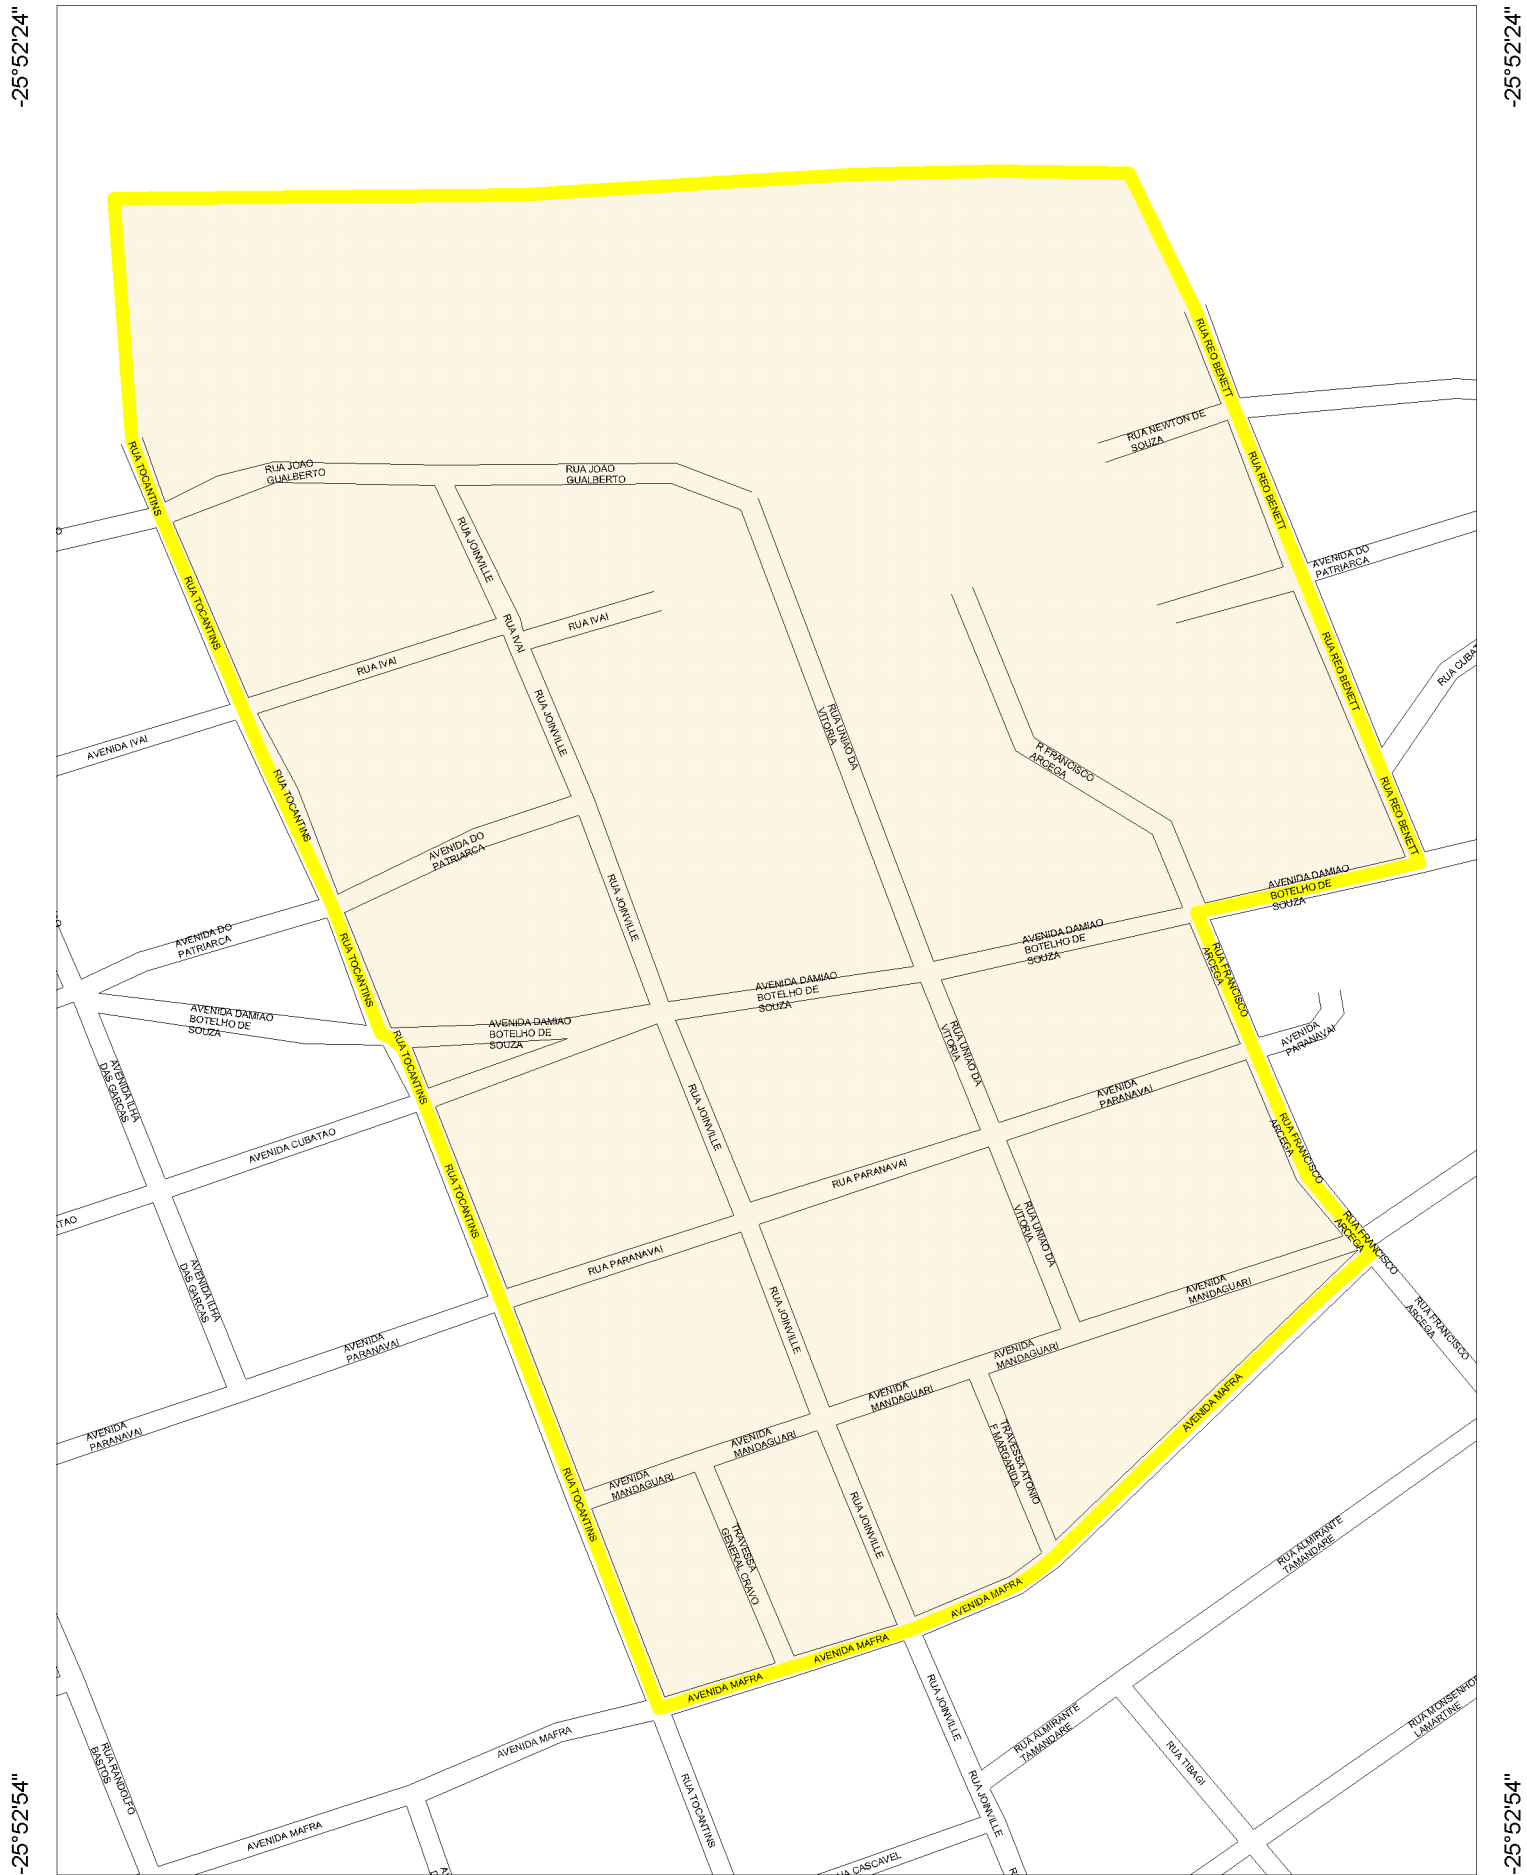 -25°52'24"
-25°52'24"
RUA REO BENETT
RUA NEWTON DE
SOUZA
RUA TOCANTINS
RUA JOAO
GUALBERTO
RUA JOAO
GUALBERTO
RUA REO BENETT
O
RUA JOINVILLE
AVENIDA DO
PATRIARCA
RUA TOCANTINS
RUA IVAI
RUA IVAI
RUA IVAI
RUA REO BENETT
RUA CUBAT
AVENIDA IVAI
RUA JOINVILLE
RUA UNIAO DA
VITORIA
R FRANCISCO
ARCEGA
RUA TOCANTINS
RUA REO BENETT
AVENIDA DO
PATRIARCA
RUA JOINVILLE
AVENIDA DAMIAO
BOTELHO DE
SOUZA
AVENIDA DO
PATRIARCA
RUA TOCANTINS
AVENIDA DAMIAO
BOTELHO DE
SOUZA
RUA FRANCISCO
ARCEGA
AVENIDA DAMIAO
BOTELHO DE
SOUZA
AVENIDA DAMIAO
BOTELHO DE
SOUZA
AVENIDA DAMIAO
BOTELHO DE
SOUZA
RUA TOCANTINS
RUA UNIAO DA
VITORIA
AVENIDA
PARANAVAI
AVENIDA ILHA
DAS GARCAS
RUA JOINVILLE
AVENIDA
PARANAVAI
AVENIDA CUBATAO
RUA FRANCISCO
ARCEGA
RUA TOCANTINS
RUA PARANAVAI
TAO
RUA UNIAO DA
VITORIA
RUA FRANCISCO
ARCEGA
AVENIDA ILHA
DAS GARCAS
RUA PARANAVAI
RUA JOINVILLE
AVENIDA
MANDAGUARI
RUA FRANCISCO
ARCEGA
AVENIDA
PARANAVAI
AVENIDA
MANDAGUARI
AVENIDA
MANDAGUARI
AVENIDA MAFRA
AVENIDA
PARANAVAI
AVENIDA
MANDAGUARI
AVENIDA
MANDAGUARI
TRAVESSA ATONIO
F MARGARIDA
RUA TOCANTINS
RUA JOINVILLE
TRAVESSA
GENERAL CRAVO
RUA ALMIRANTE
TAMANDARE
AVENIDA MAFRA
AVENIDA MAFRA
AVENIDA MAFRA
RUA JOINVILLE
RUA ALMIRANTE
TAMANDARE
RUA MONSENHO
LAMARTINE
AVENIDA MAFRA
RUA RANDOLFO
BASTOS
RUA TIBAGI
RUA TOCANTINS
RUA JOINVILLE
AVENIDA MAFRA
UA CASCAVEL
-25°52'54"
-25°52'54"